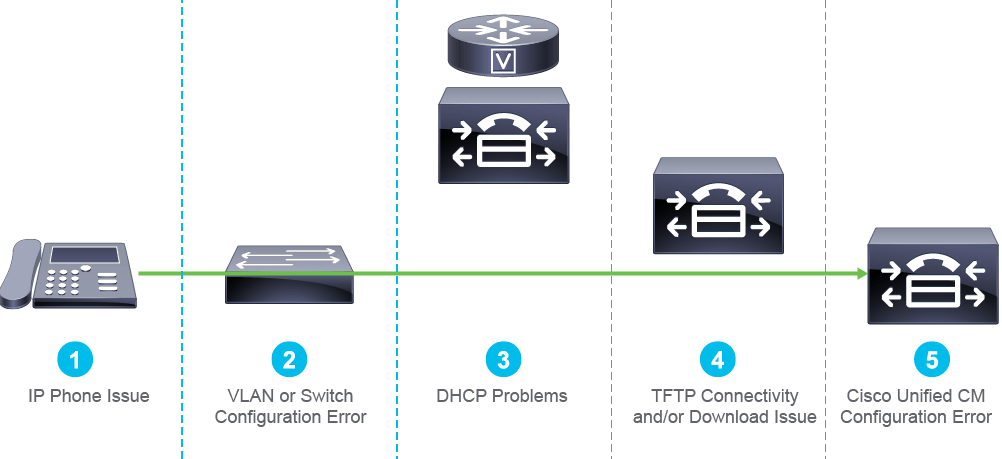 V
1
IP Phone Issue
2
VLAN or Switch
Configuration Error
3
DHCP Problems
4
TFTP Connectivity
and/or Download Issue
5
Cisco Unified CM
Configuration Error